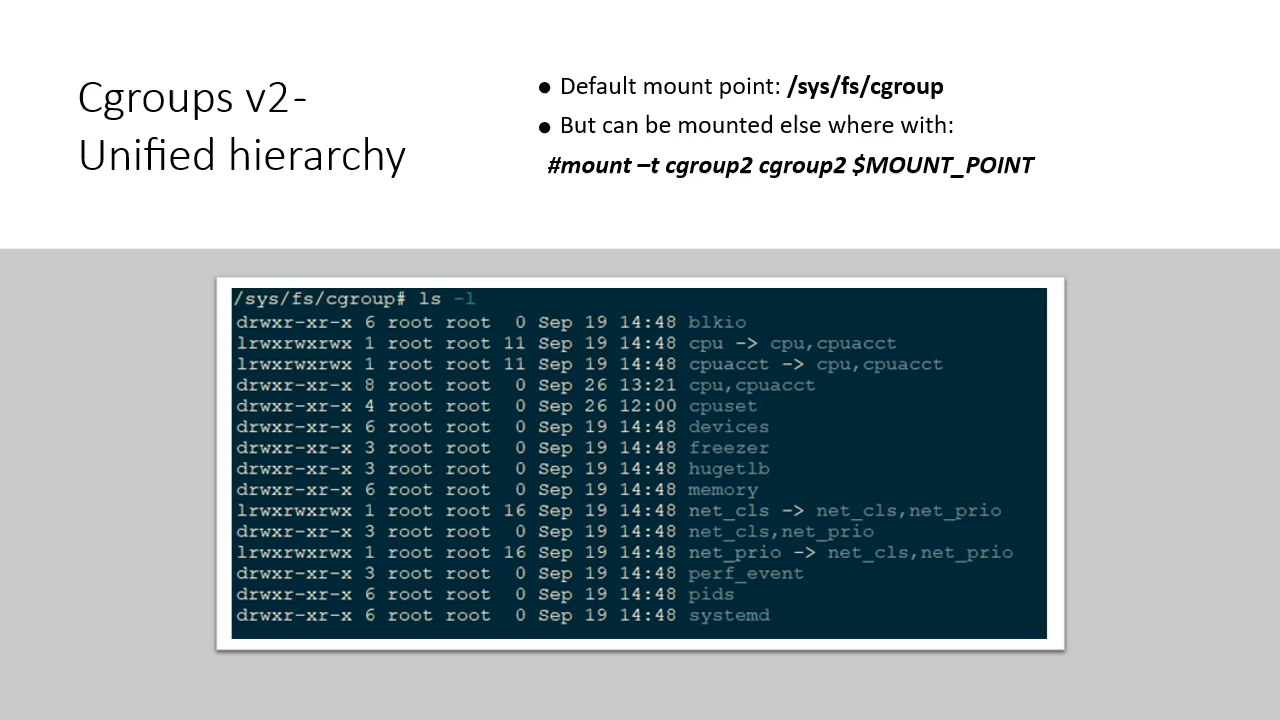 Cgroups v2-
Unified hierarchy
● Default mount point: /sys/fs/cgroup
● But can be mounted else where with:
#mount –t cgroup2 cgroup2 $MOUNT_POINT
/sys/fs/cgroup# ls -l
drwxr-xr-x 6 root root  0 Sep 19 14:48 blkio
lrwxrwxrwx 1 root root 11 Sep 19 14:48 cpu -> cpu,cpuacct
lrwxrwxrwx 1 root root 11 Sep 19 14:48 cpuacct -> cpu,cpuacct
drwxr-xr-x 8 root root  0 Sep 26 13:21 cpu,cpuacct
drwxr-xr-x 4 root root  0 Sep 26 12:00 cpuset
drwxr-xr-x 6 root root  0 Sep 19 14:48 devices
drwxr-xr-x 3 root root  0 Sep 19 14:48 freezer
drwxr-xr-x 3 root root  0 Sep 19 14:48 hugetlb
drwxr-xr-x 6 root root  0 Sep 19 14:48 memory
lrwxrwxrwx 1 root root 16 Sep 19 14:48 net_cls -> net_cls,net_prio
drwxr-xr-x 3 root root  0 Sep 19 14:48 net_cls,net_prio
lrwxrwxrwx 1 root root 16 Sep 19 14:48 net_prio -> net_cls,net_prio
drwxr-xr-x 3 root root  0 Sep 19 14:48 perf_event
drwxr-xr-x 6 root root  0 Sep 19 14:48 pids
drwxr-xr-x 6 root root  0 Sep 19 14:48 systemd